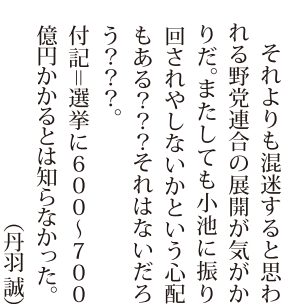 それよりも混迷すると思わ
れる野党連合の展開が気がか
りだ。またしても小池に振り
回されやしないかという心配
もある？？？それはないだろ
う？？？。
付記＝選挙に６００～７００
億円かかるとは知らなかった。
（丹羽 誠）